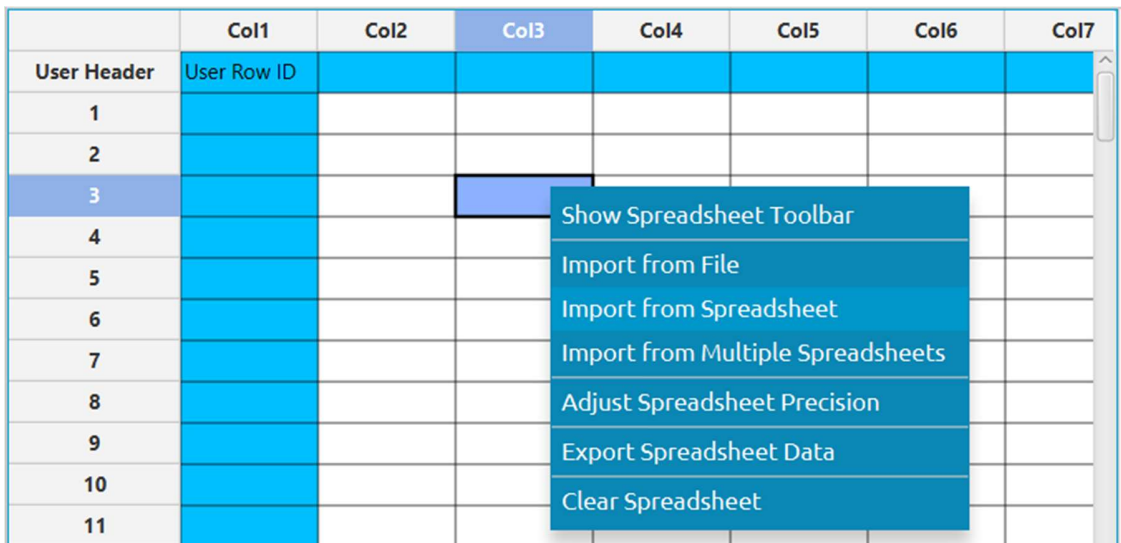 Col1 Col2 Col3 Col4 Col5 Col6 Col7
User Header User Row ID
1
2
3
Show Spreadsheet Toolbar
4
Import from File
5
Import from Spreadsheet
6
Import from Multiple Spreadsheets
7
8 Adjust Spreadsheet Precision
9 Export Spreadsheet Data
10
Clear Spreadsheet
11